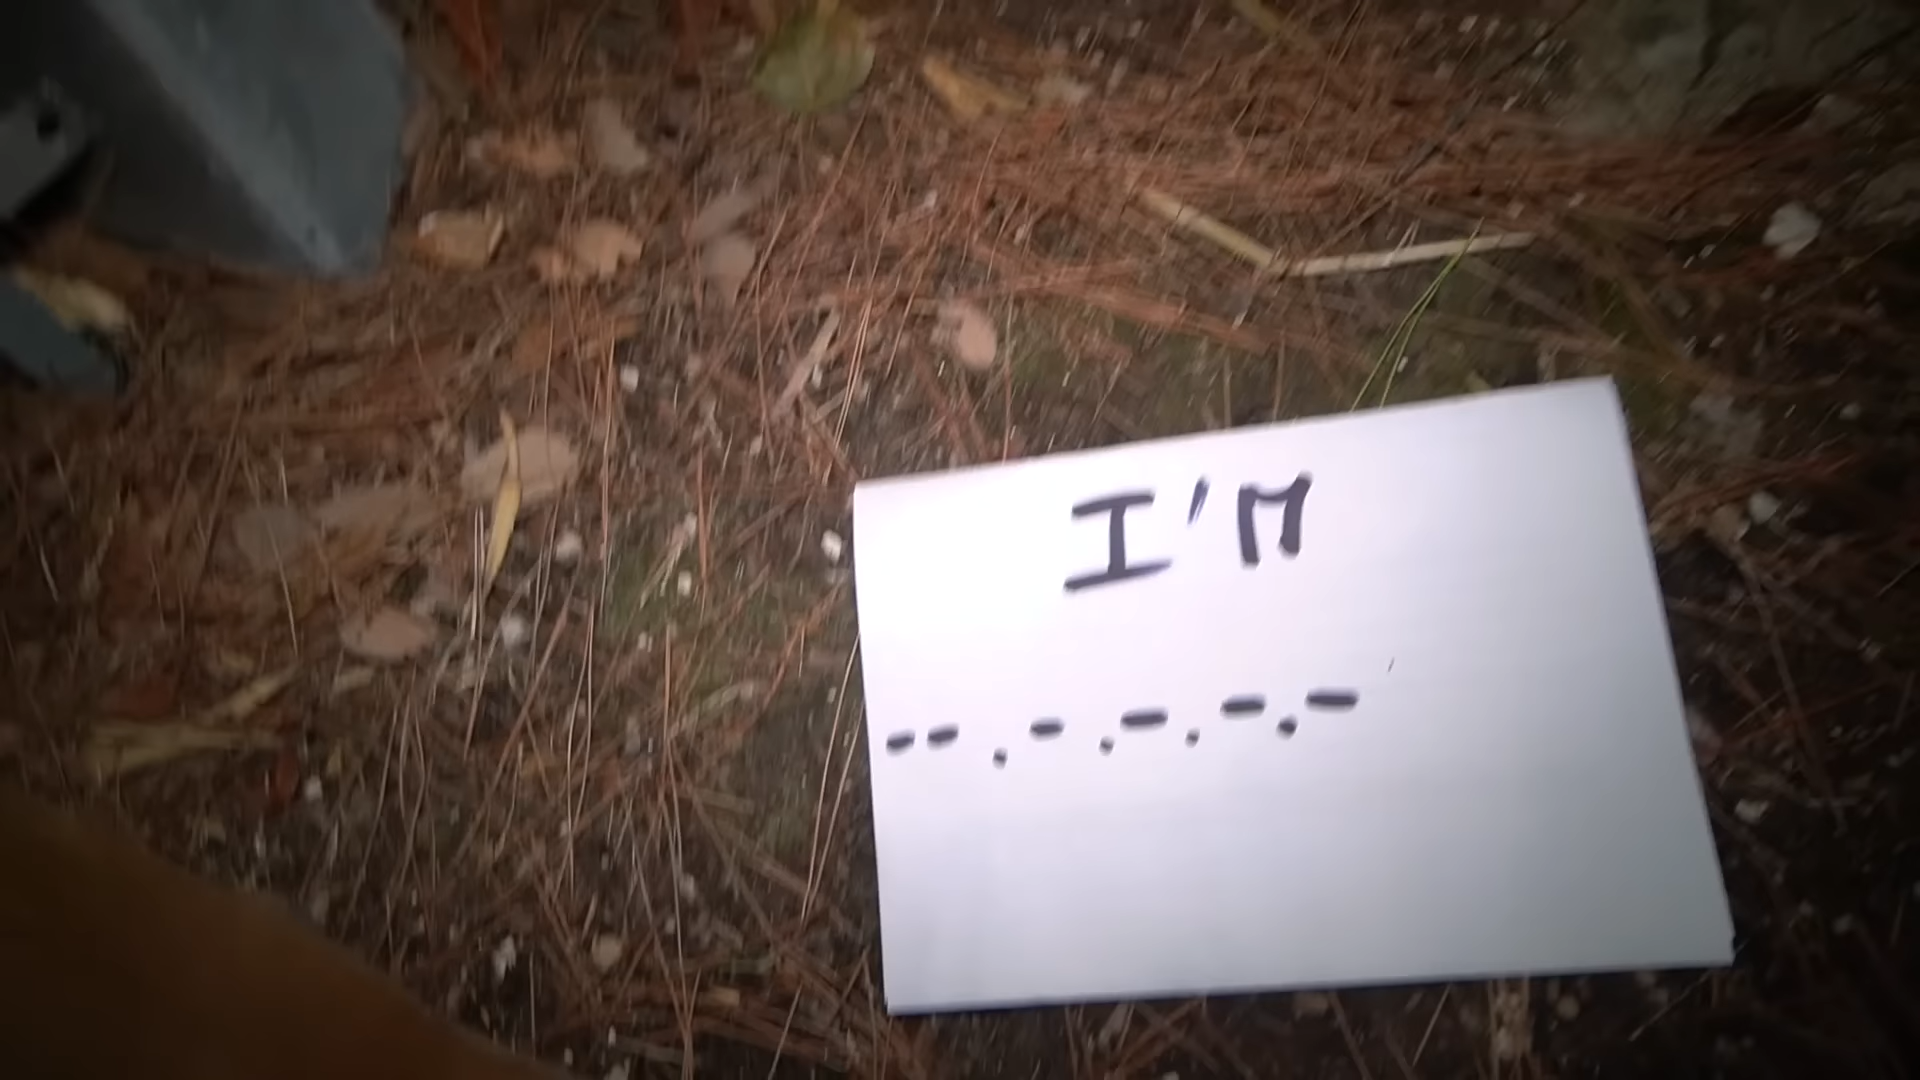 I'M
-- . - . - . - . -